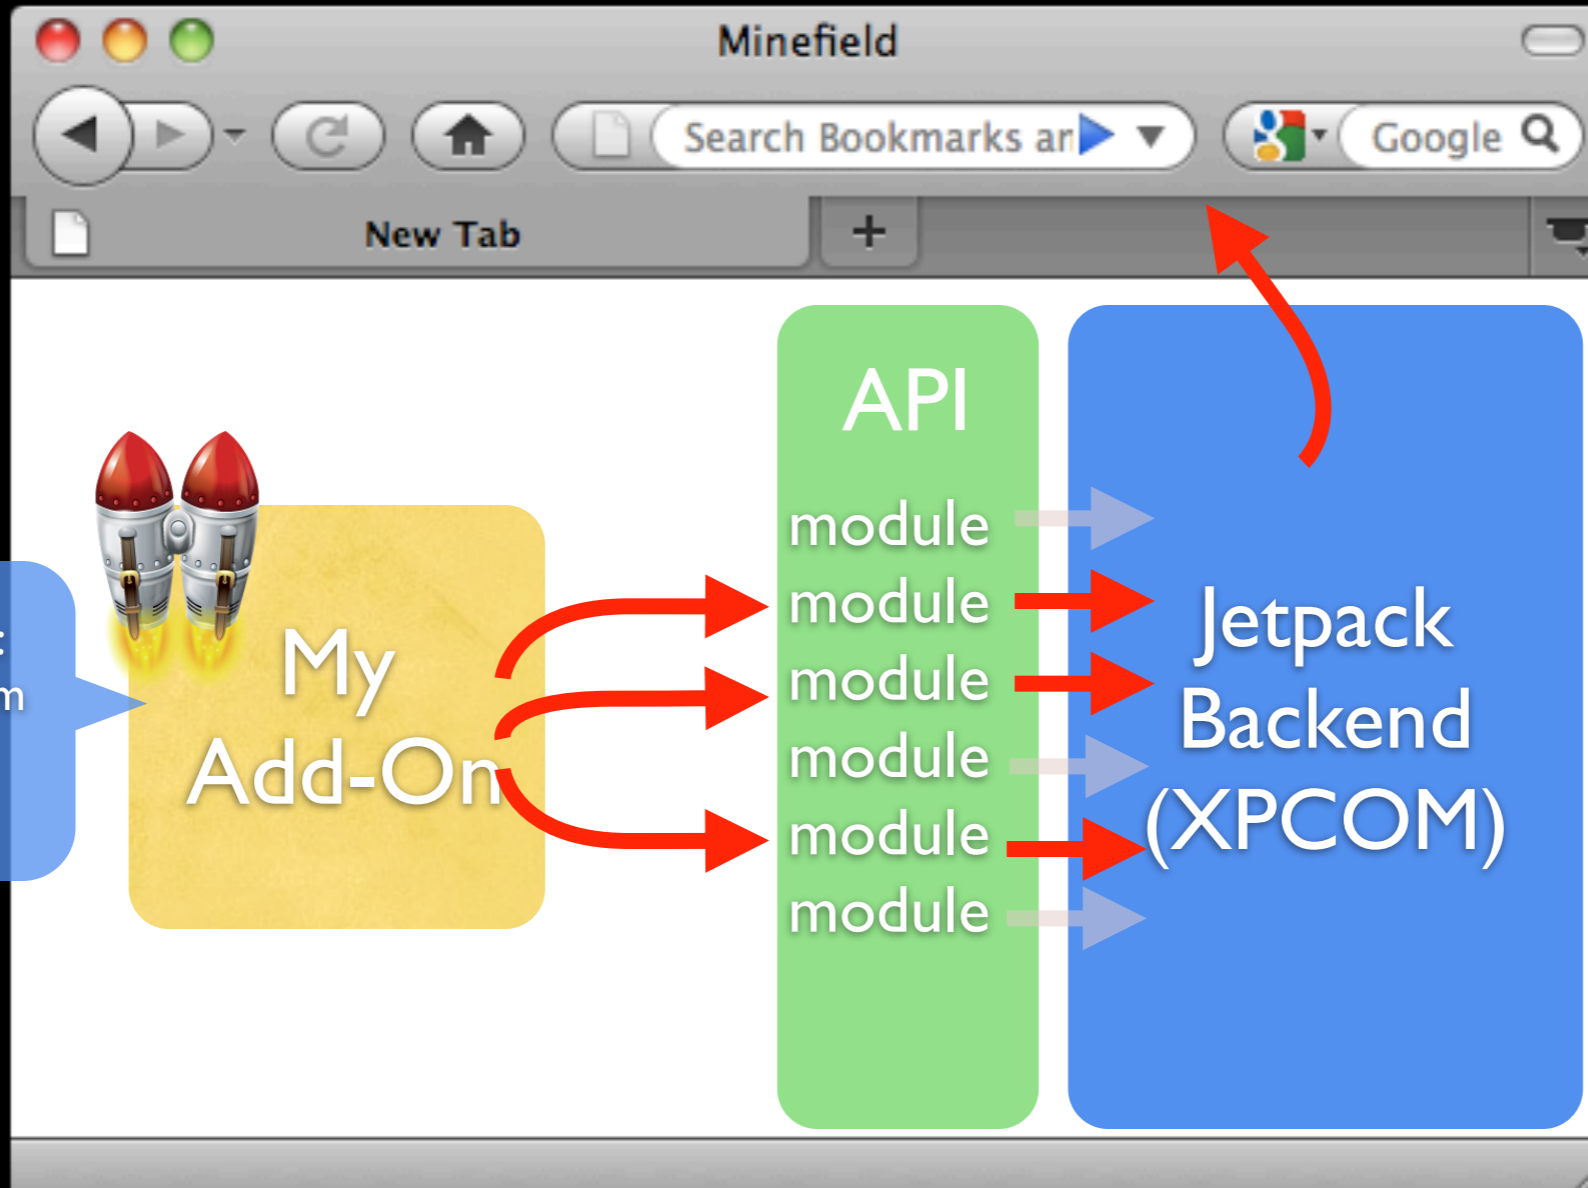 Minefield
Search Bookmarks an
Google
New Tab
API
module
module
module
module
module
module
:
m
My
Add-On
Jetpack
Backend
(XPCOM)